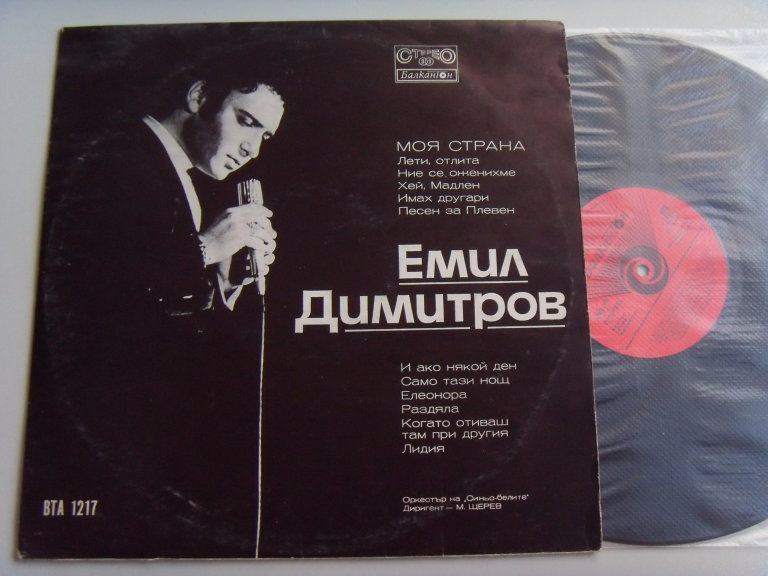 СТЕРЕО
Балкантон
МОЯ СТРАНА
Лети, отлита
Ние се оженихме
Хей, Мадлен
Имах другари
Песен за Плевен
Емил
Димитров
И ако някой ден
Само тази нощ
Елеонора
Раздяла
Когато отиваш
там при другия
Лидия
Оркестър на „Синьо-белите"
Диригент — М. ЩЕРЕВ
ВТА 1217